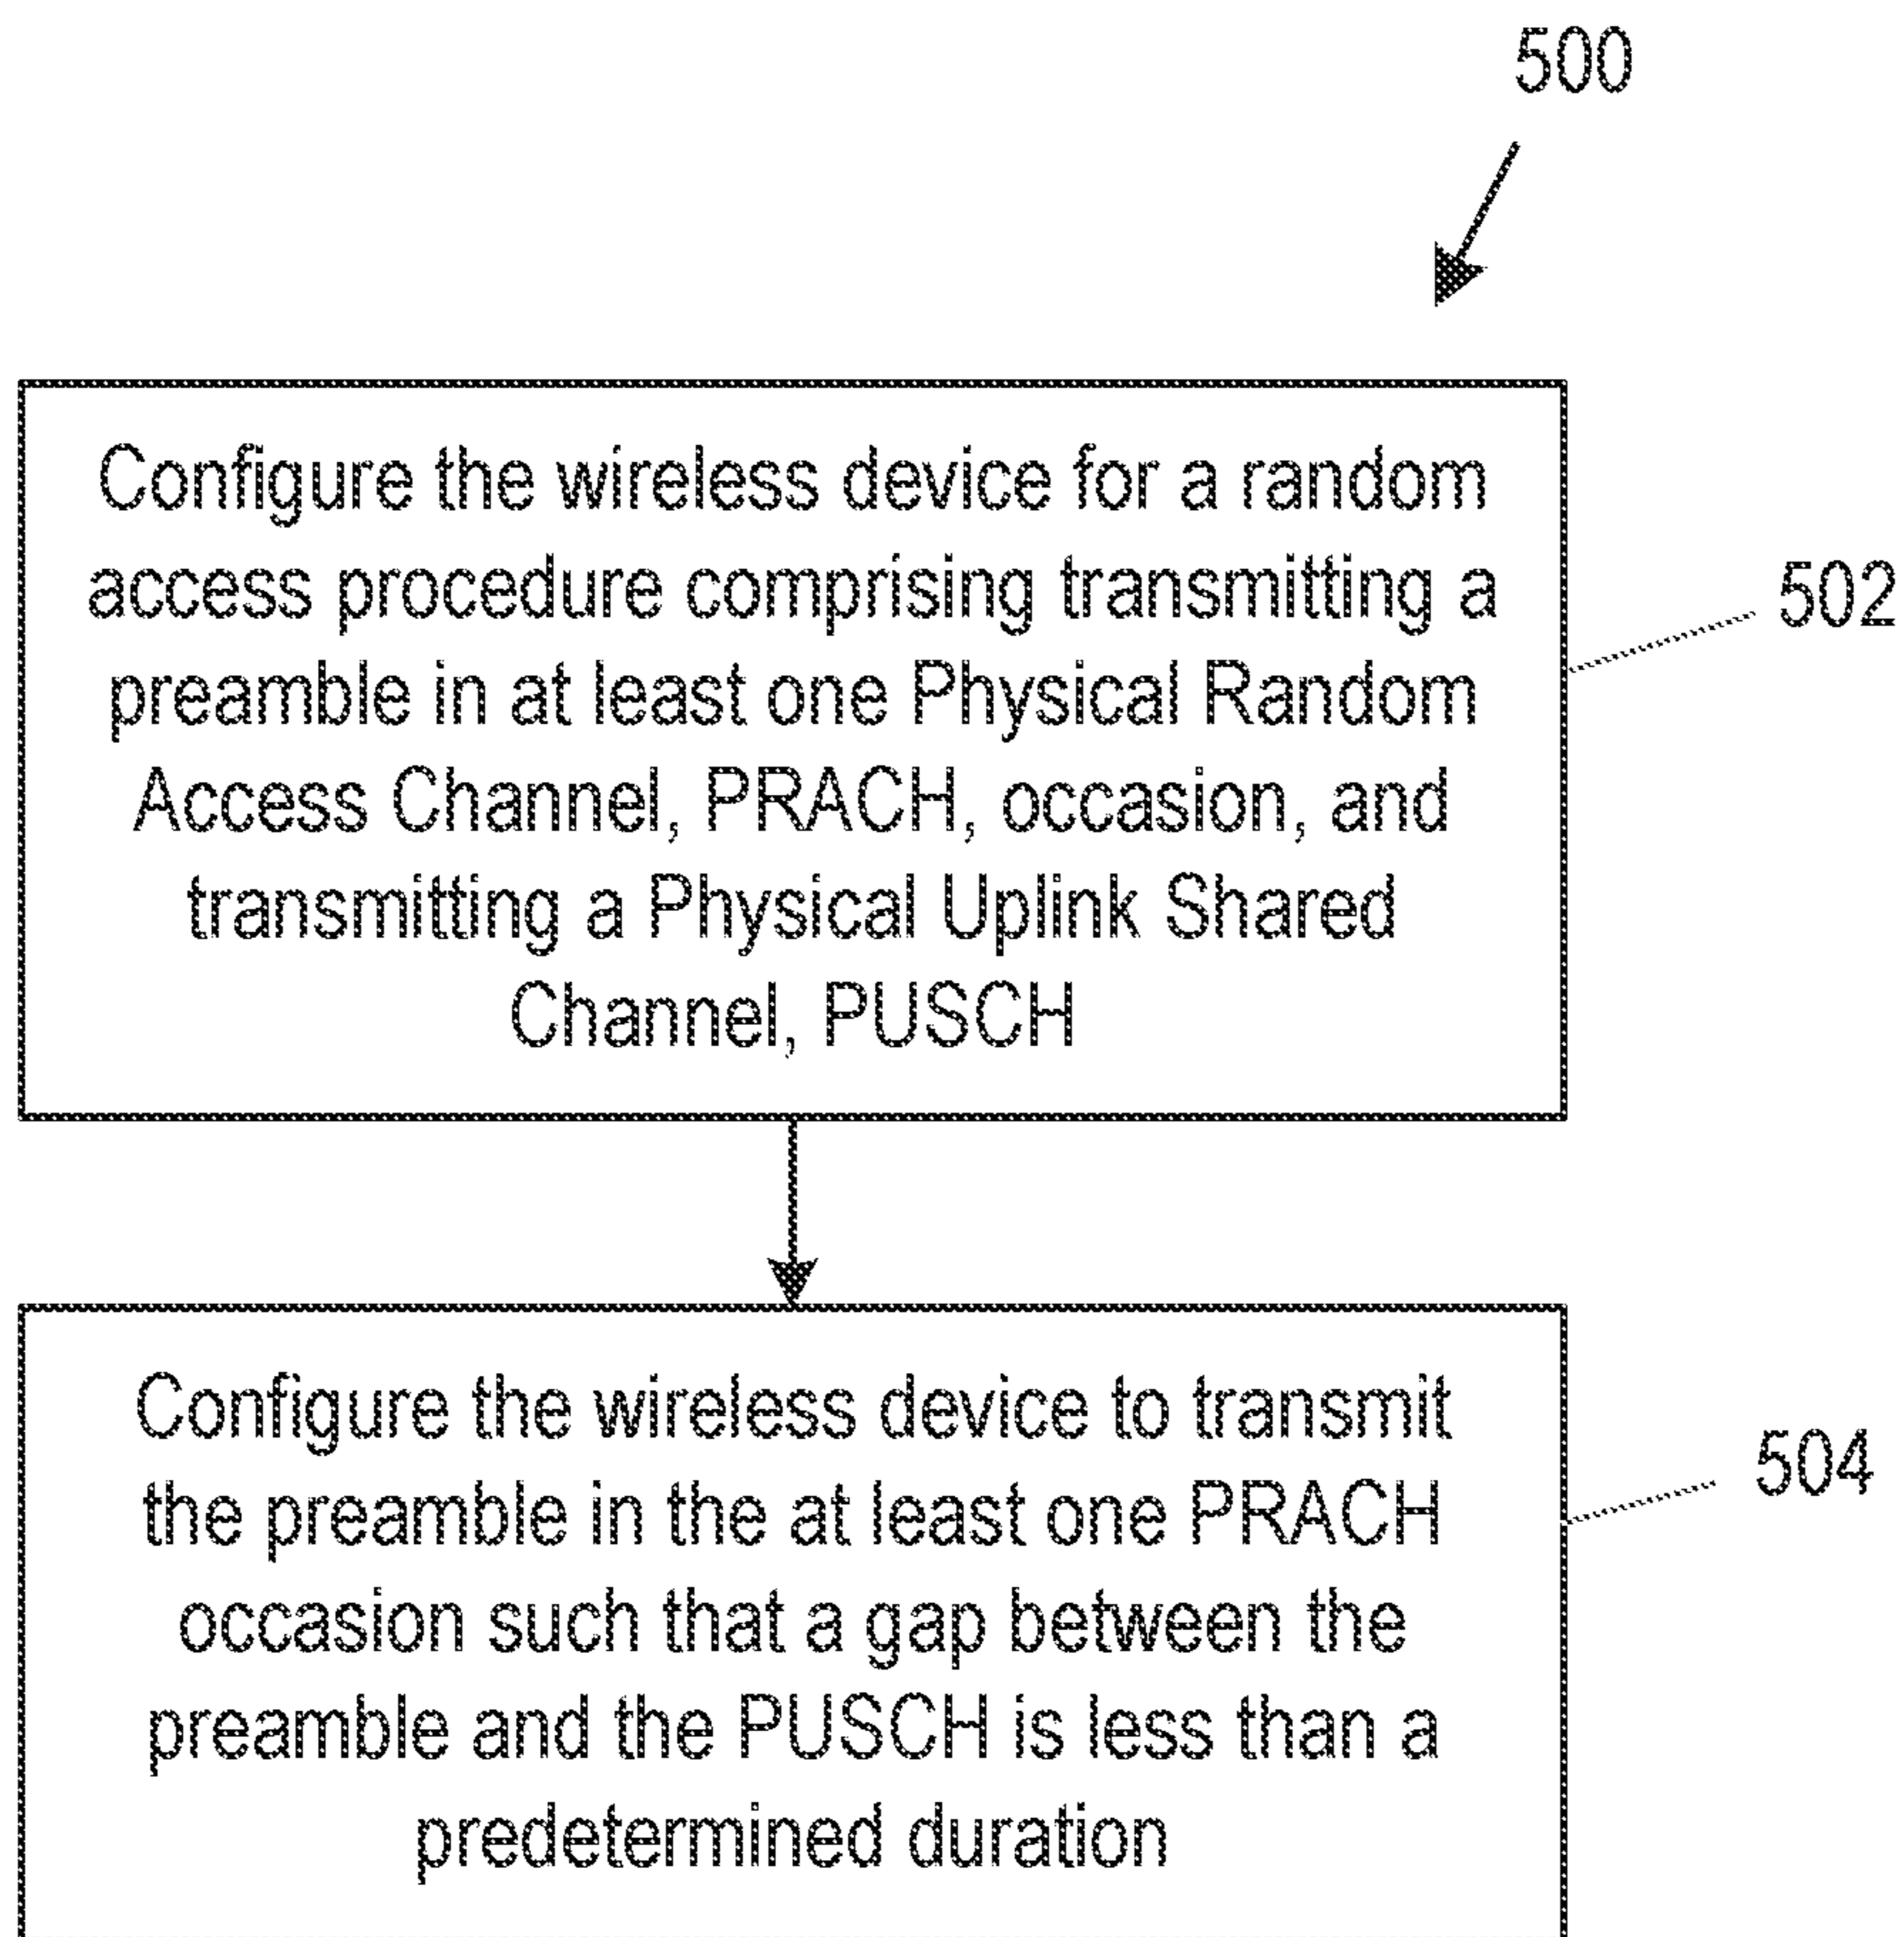 500
Configure the wireless device for a random
access procedure comprising transmitting a
preamble in at least one Physical Random
Access Channel, PRACH, occasion, and
transmitting a Physical Uplink Shared
Channel, PUSCH
502
Configure the wireless device to transmit
the preamble in the at least one PRACH
occasion such that a gap between the
preamble and the PUSCH is less than a
predetermined duration
504